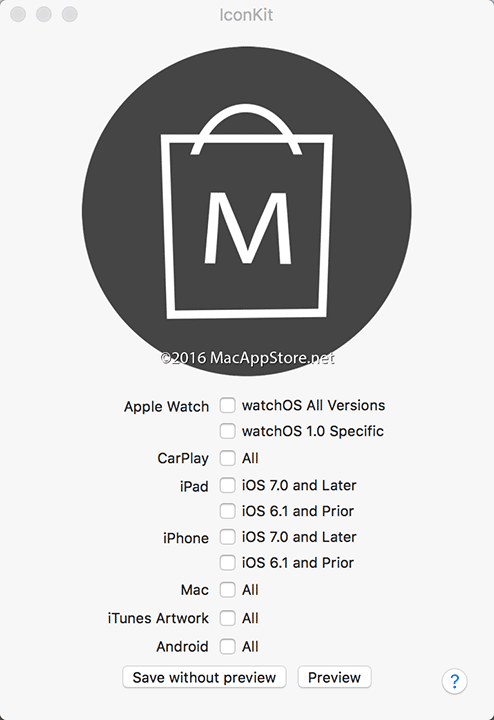 IconKit
M
©2016 MacAppStore.net
Apple Watch watchOS All Versions
watchOS 1.0 Specific
CarPlay All
iPad iOS 7.0 and Later
iOS 6.1 and Prior
iPhone iOS 7.0 and Later
iOS 6.1 and Prior
Mac All
iTunes Artwork All
Android All
Save without preview Preview
?